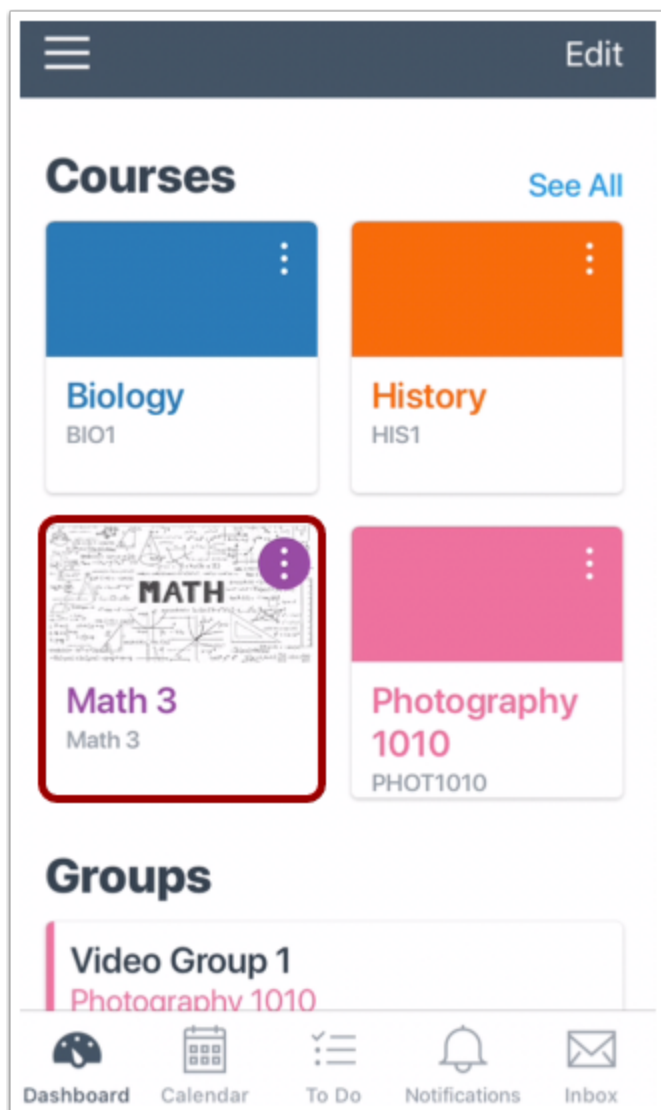 Edit
Courses
See All
Biology
BIO1
History
HIS1
MATH
Math 3
Math 3
Photography
1010
PHOT1010
Groups
Video Group 1
Photography 1010
Dashboard
Calendar
To Do
Notifications
Inbox